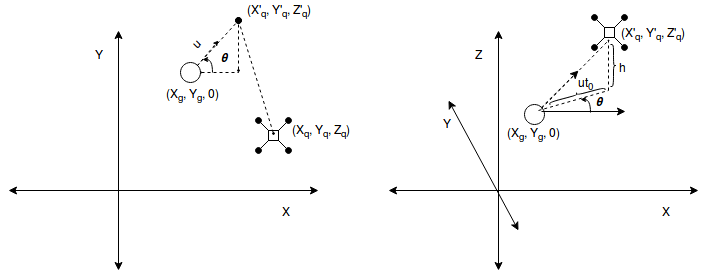 (X'q, Y'q, Z'q)
Y
u
θ
(Xg, Yg, 0)
(Xq, Yq, Zq)
X
(X'q, Y'q, Z'q)
Z
h
ut0
θ
Y
(Xg, Yg, 0)
X